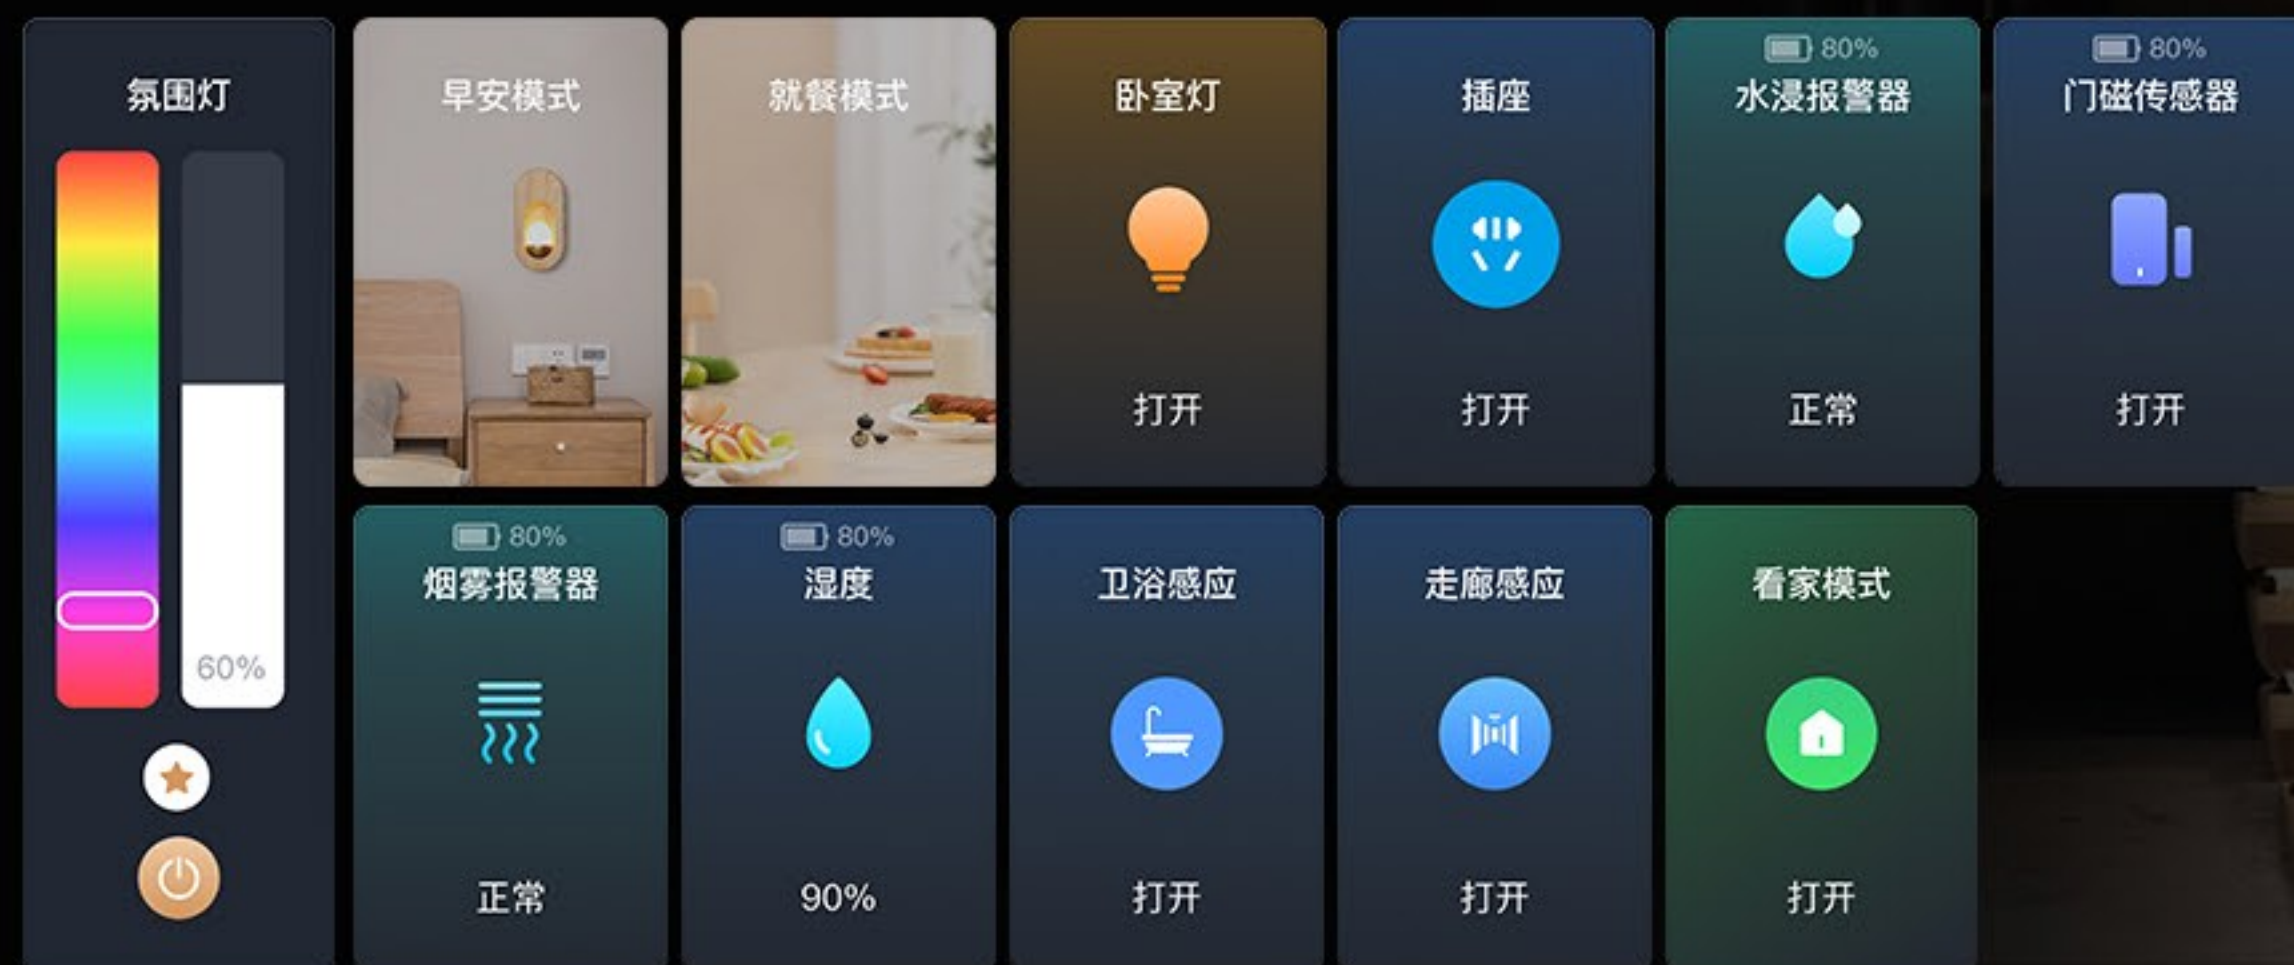 氛围灯
60%
早安模式
就餐模式
卧室灯
打开
插座
打开
80%
水浸报警器
正常
80%
门磁传感器
打开
80%
烟雾报警器
正常
80%
湿度
90%
卫浴感应
打开
走廊感应
打开
看家模式
打开